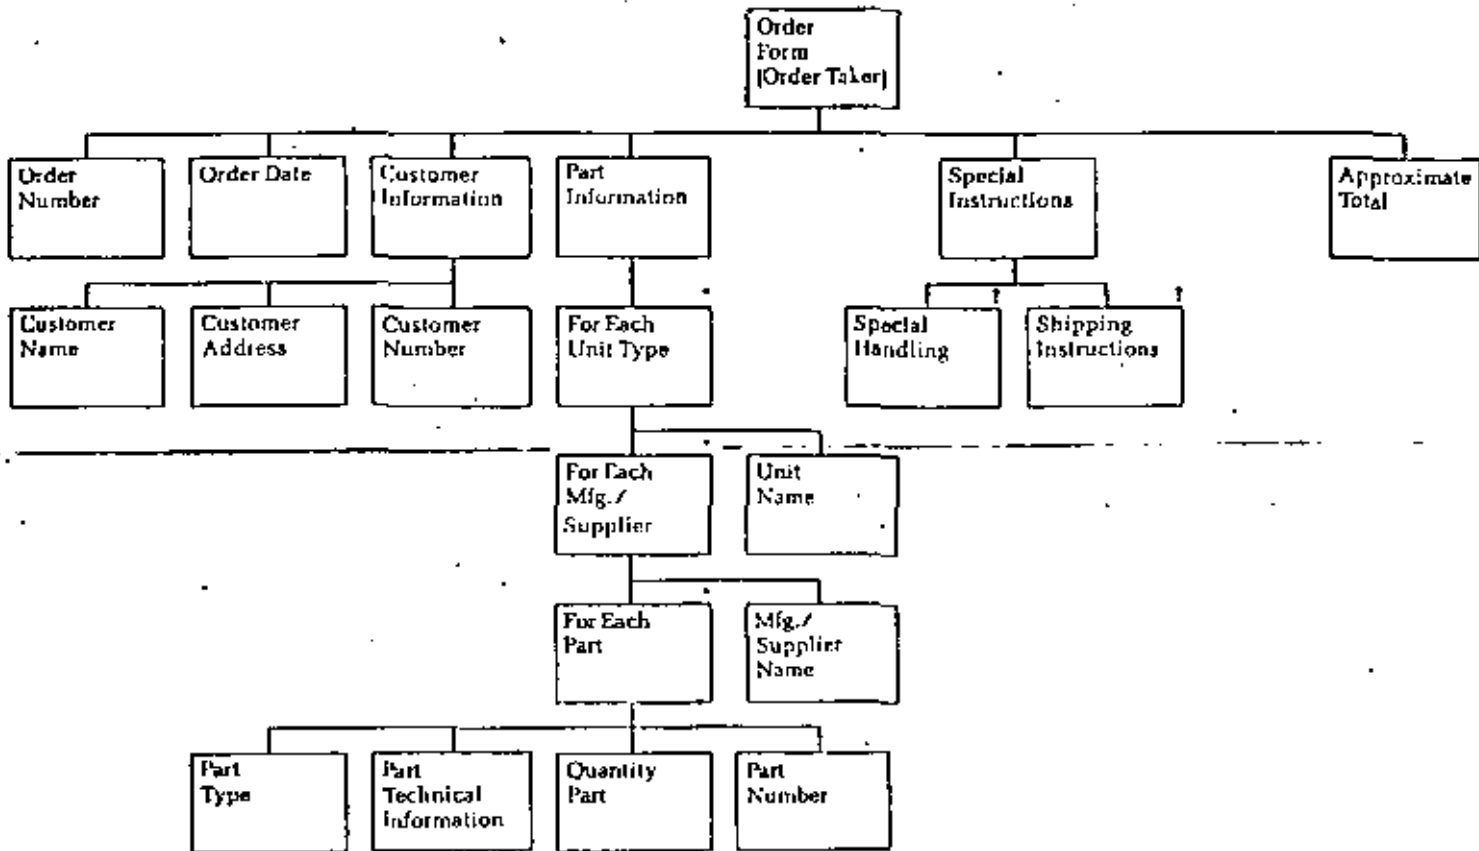 Order
Form
(Order Taker)
Order
Number
Order Date
Customer
Information
Part
Information
Special
Instructions
Approximate
Total
Customer
Name
Customer
Address
Customer
Number
For Each
Unit Type
Special
Handling
Shipping
Instructions
For Each
Mfg./
Supplier
Unit
Name
For Each
Part
Mfg./
Supplier
Name
Part
Type
Part
Technical
Information
Quantity
Part
Part
Number